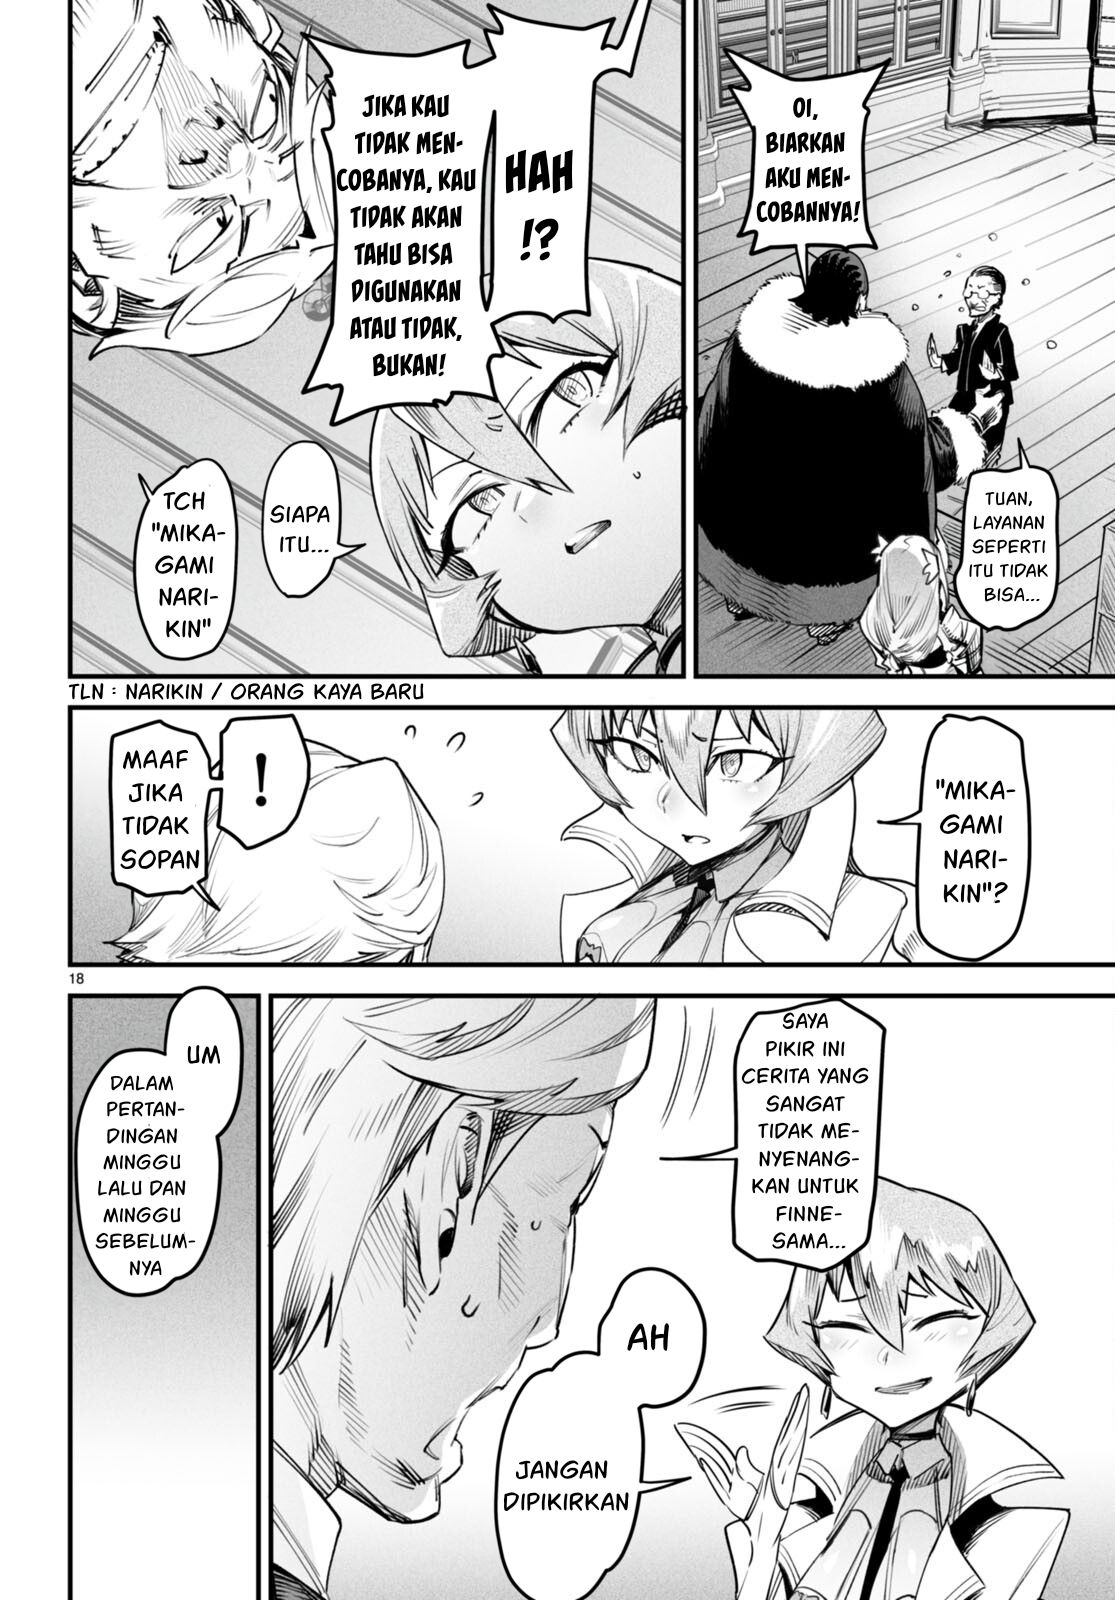 OI,
BIARKAN
AKU MEN-
COBANNYA!
TUAN,
LAYANAN
SEPERTI
ITU TIDAK
BISA...
HAH
!?
JIKA KAU
TIDAK MEN-
COBANYA, KAU
TIDAK AKAN
TAHU BISA
DIGUNAKAN
ATAU TIDAK,
BUKAN!
SIAPA
ITU...
TCH
"MIKA-
GAMI
NARI-
KIN"
TLN : NARIKIN / ORANG KAYA BARU
"MIKA-
GAMI
NARI-
KIN"?
!
MAAF
JIKA
TIDAK
SOPAN
18
SAYA
PIKIR INI
CERITA YANG
SANGAT
TIDAK ME-
NYENANG-
KAN UNTUK
FINNE-
SAMA...
AH
JANGAN
DIPIKIRKAN
UM
DALAM
PERTAN-
DINGAN
MINGGU
LALU DAN
MINGGU
SEBELUM-
NYA